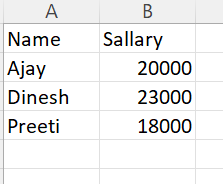 A B
Name Sallary
Ajay 20000
Dinesh 23000
Preeti 18000